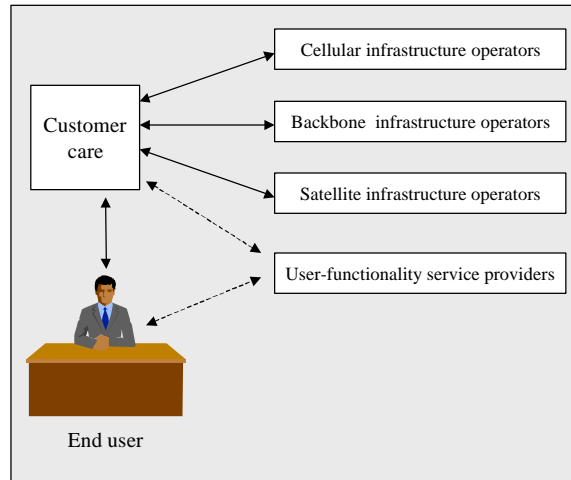 Cellular infrastructure operators
Customer
care
Backbone infrastructure operators
Satellite infrastructure operators
User-functionality service providers
End user